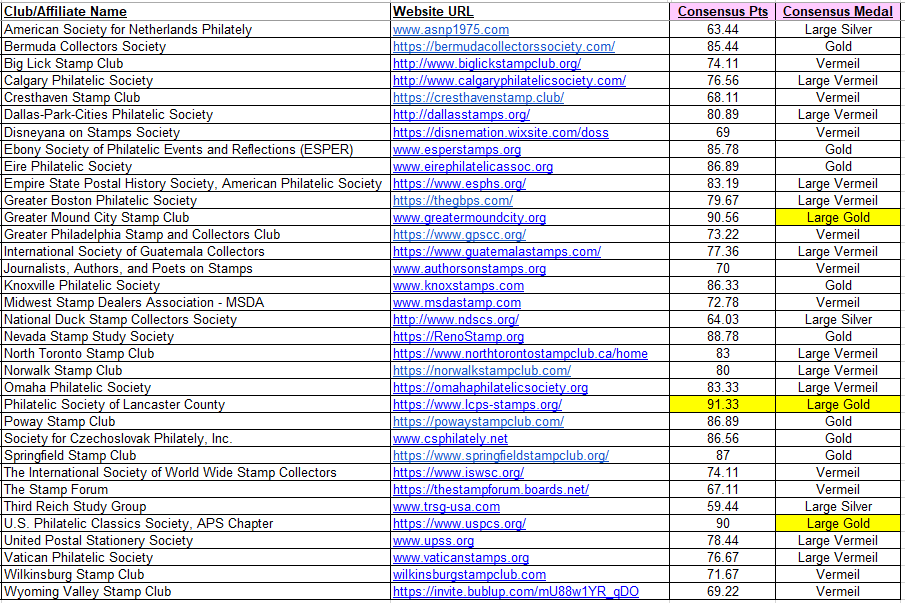 Club/Affiliate Name Website URL Consensus Pts Consensus Medal
American Society for Netherlands Philately www.asnp1975.com 63.44 Large Silver
Bermuda Collectors Society https://bermudacollectorssociety.com/ 85.44 Gold
Big Lick Stamp Club http://www.biglickstampclub.org/ 74.11 Vermeil
Calgary Philatelic Society http://www.calgaryphilatelicsociety.com/ 76.56 Large Vermeil
Cresthaven Stamp Club https://cresthavenstamp.club/ 68.11 Vermeil
Dallas-Park-Cities Philatelic Society http://dallasstamps.org/ 80.89 Large Vermeil
Disneyana on Stamps Society https://disnemation.wixsite.com/doss 69 Vermeil
Ebony Society of Philatelic Events and Reflections (ESPER) www.esperstamps.org 85.78 Gold
Eire Philatelic Society www.eirephilatelicassoc.org 86.89 Gold
Empire State Postal History Society, American Philatelic Society https://www.esphs.org/ 83.19 Large Vermeil
Greater Boston Philatelic Society https://thegbps.com/ 79.67 Large Vermeil
Greater Mound City Stamp Club www.greatermoundcity.org 90.56 Large Gold
Greater Philadelphia Stamp and Collectors Club https://www.gpscc.org/ 73.22 Vermeil
International Society of Guatemala Collectors https://www.guatemalastamps.com/ 77.36 Large Vermeil
Journalists, Authors, and Poets on Stamps www.authorsonstamps.org 70 Vermeil
Knoxville Philatelic Society www.knoxstamps.com 86.33 Gold
Midwest Stamp Dealers Association - MSDA www.msdastamp.com 72.78 Vermeil
National Duck Stamp Collectors Society http://www.ndscs.org/ 64.03 Large Silver
Nevada Stamp Study Society https://RenoStamp.org 88.78 Gold
North Toronto Stamp Club https://www.northtorontostampclub.ca/home 83 Large Vermeil
Norwalk Stamp Club https://norwalkstampclub.com/ 80 Large Vermeil
Omaha Philatelic Society https://omahaphilatelicsociety.org 83.33 Large Vermeil
Philatelic Society of Lancaster County https://www.lcps-stamps.org/ 91.33 Large Gold
Poway Stamp Club https://powaystampclub.com/ 86.89 Gold
Society for Czechoslovak Philately, Inc. www.csphilately.net 86.56 Gold
Springfield Stamp Club https://www.springfieldstampclub.org/ 87 Gold
The International Society of World Wide Stamp Collectors https://www.iswsc.org/ 74.11 Vermeil
The Stamp Forum https://thestampforum.boards.net/ 67.11 Vermeil
Third Reich Study Group www.trsg-usa.com 59.44 Large Silver
U.S. Philatelic Classics Society, APS Chapter https://www.uspcs.org/ 90 Large Gold
United Postal Stationery Society www.upss.org 78.44 Large Vermeil
Vatican Philatelic Society www.vaticanstamps.org 76.67 Large Vermeil
Wilkinsburg Stamp Club wilkinsburgstampclub.com 71.67 Vermeil
Wyoming Valley Stamp Club https://invite.bublup.com/mU88w1YR_gDO 69.22 Vermeil